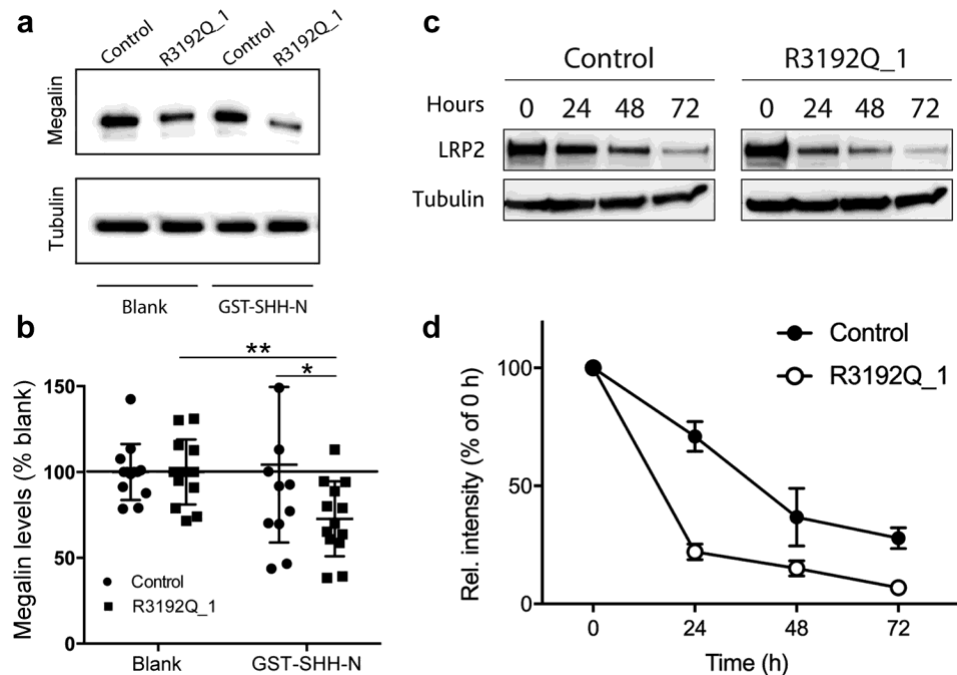 a
Control R3192Q_1 Control R3192Q_1
Megalin
Tubulin
Blank GST-SHH-N
b
** 
*
Megalin levels (% blank)
150
100
50
0
Control
R3192Q_1
Blank GST-SHH-N
c
Control R3192Q_1
Hours 0 24 48 72 0 24 48 72
LRP2
Tubulin
d
Control
R3192Q_1
Rel. intensity (% of 0 h)
100
50
0
0 24 48 72
Time (h)